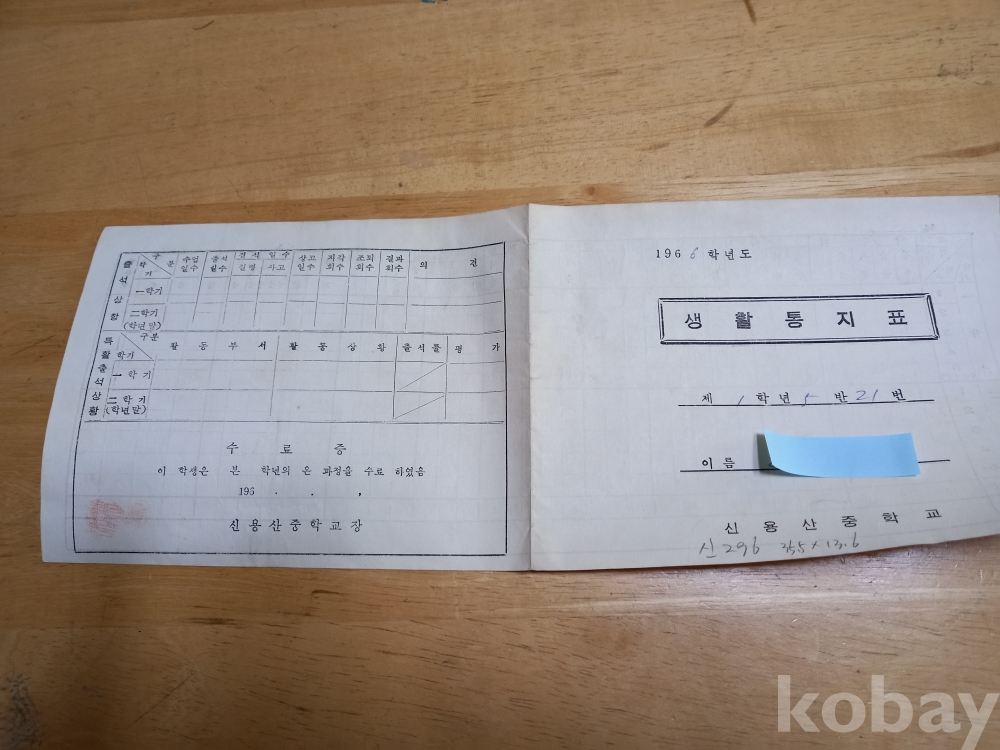 구분
학기
수업일수
출석일수
결석일수
질병
사고
상고일수
지각회수
조퇴회수
결과회수
의 견
출석상황
一학기
二학기
(학년말)
구분
학기
활동부서
활동상황
출석률
평가
특활출석상황
一학기
二학기
(학년말)
수료증
이 학생은 본 학년의 온 과정을 수료 하였음
196 . . .
신용산중학교장
1966 학년도
생활통지표
제 1 학년 5 반 21 번
이름
신용산중학교
신296 35.5×13.6
kobay